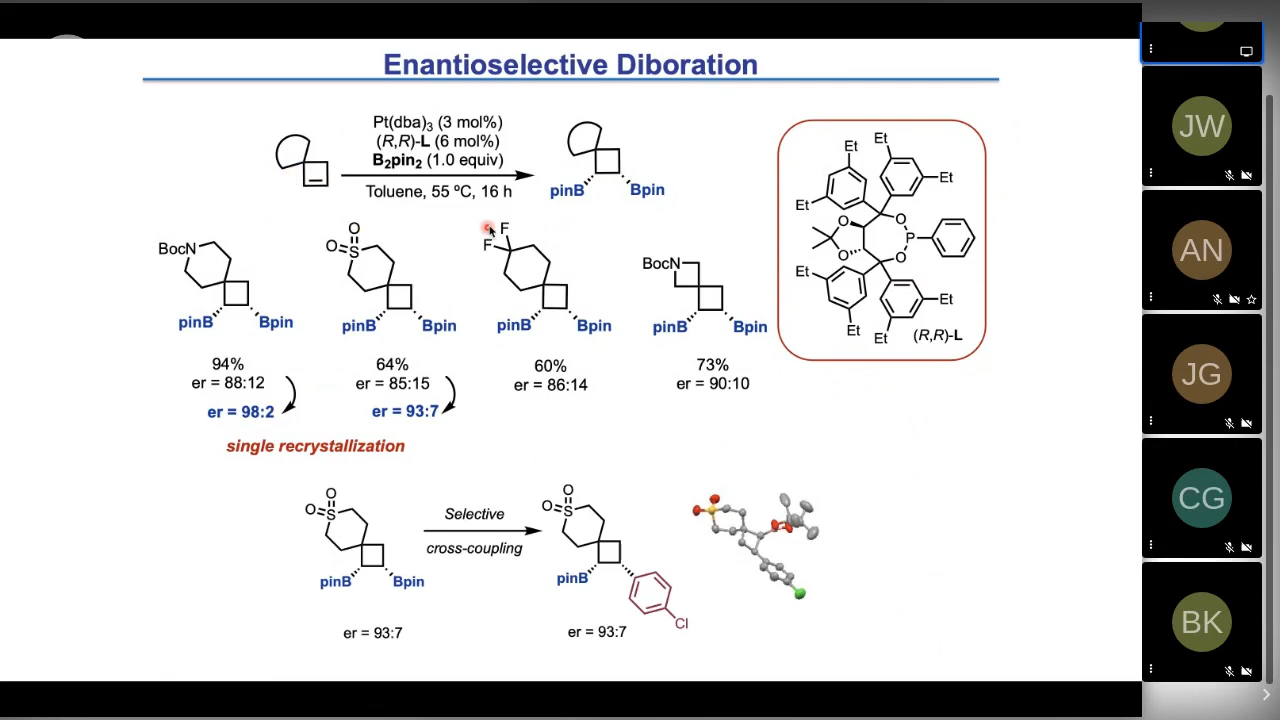 Enantioselective Diboration
Pt(dba)₃ (3 mol%)
(R,R)-L (6 mol%)
B₂pin₂ (1.0 equiv)
Toluene, 55 ºC, 16 h
pinB
Bpin
Et
Et
Et
Et
O
O
O
O
P
Et
Et
Et
Et
(R,R)-L
BocN
pinB
Bpin
94%
er = 88:12
er = 98:2
O
O
S
pinB
Bpin
64%
er = 85:15
er = 93:7
F
F
pinB
Bpin
60%
er = 86:14
BocN
pinB
Bpin
73%
er = 90:10
single recrystallization
O
O
S
pinB
Bpin
er = 93:7
Selective
cross-coupling
O
O
S
pinB
Cl
er = 93:7
JW
AN
JG
CG
BK